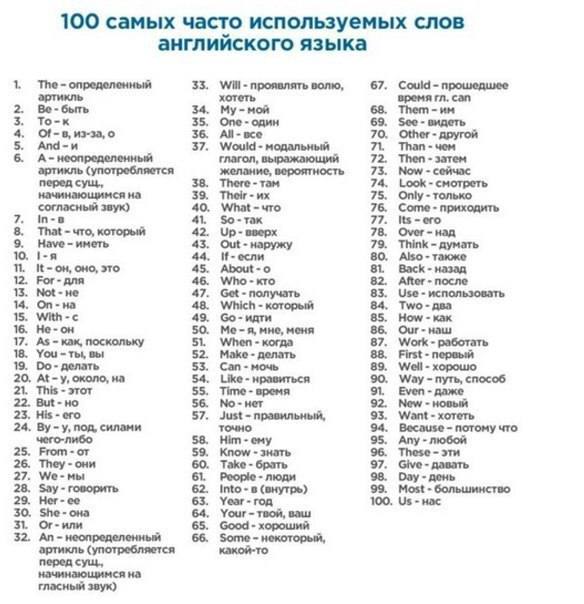 100 самых часто используемых слов
английского языка
1. The – определенный
артикль
2. Be - быть
3. To – к
4. Of – в, из-за, о
5. And – и
6. A – неопределенный
артикль (употребляется
перед сущ.,
начинающимся на
согласный звук)
7. In - в
8. That – что, который
9. Have – иметь
10. I - я
11. It – он, оно, это
12. For - для
13. Not - не
14. On - на
15. With – с
16. He – он
17. As – как, поскольку
18. You – ты, вы
19. Do - делать
20. At – у, около, на
21. This - этот
22. But - но
23. His - его
24. By – у, под, силами
чего-либо
25. From – от
26. They – они
27. We – мы
28. Say - говорить
29. Her - ее
30. She - она
31. Or - или
32. An – неопределенный
артикль (употребляется
перед сущ.,
начинающимся на
гласный звук)
33. Will - проявлять волю,
хотеть
34. My – мой
35. One – один
36. All - все
37. Would - модальный
глагол, выражающий
желание, вероятность
38. There - там
39. Their - их
40. What – что
41. So - так
42. Up - вверх
43. Out - наружу
44. If – если
45. About - о
46. Who - кто
47. Get - получать
48. Which - который
49. Go - идти
50. Me – я, мне, меня
51. When - когда
52. Make - делать
53. Can - мочь
54. Like - нравиться
55. Time - время
56. No - нет
57. Just – правильный,
точно
58. Him - ему
59. Know - знать
60. Take - брать
61. People - люди
62. Into - в (внутрь)
63. Year - год
64. Your – твой, ваш
65. Good - хороший
66. Some – некоторый,
какой-то
67. Could – прошедшее
время гл. can
68. Them – им
69. See - видеть
70. Other - другой
71. Than - чем
72. Then - затем
73. Now - сейчас
74. Look - смотреть
75. Only - только
76. Come - приходить
77. Its – его
78. Over – над
79. Think – думать
80. Also - также
81. Back - назад
82. After - после
83. Use - использовать
84. Two – два
85. How – как
86. Our – наш
87. Work - работать
88. First - первый
89. Well - хорошо
90. Way – путь, способ
91. Even - даже
92. New – новый
93. Want - хотеть
94. Because – потому что
95. Any – любой
96. These – эти
97. Give - давать
98. Day - день
99. Most - большинство
100. Us - нас